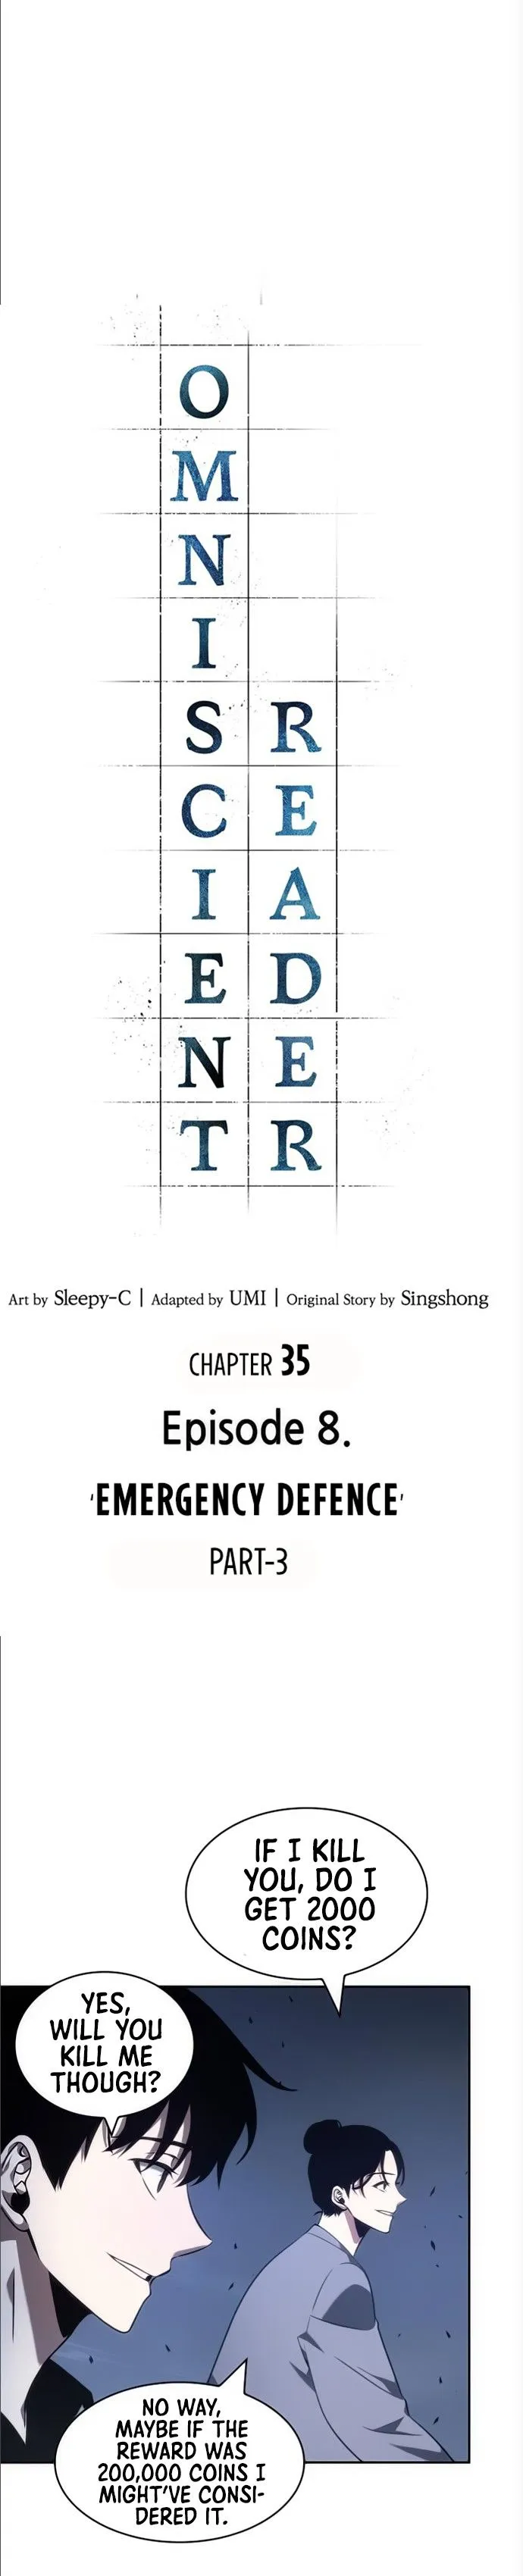 OMNISCIENT
READER
Art by Sleepy-C | Adapted by UMI | Original Story by Singshong
CHAPTER 35
Episode 8.
'EMERGENCY DEFENCE'
PART-3
IF I KILL
YOU, DO I
GET 2000
COINS?
YES,
WILL YOU
KILL ME
THOUGH?
NO WAY,
MAYBE IF THE
REWARD WAS
200,000 COINS I
MIGHT'VE CONSI-
DERED IT.